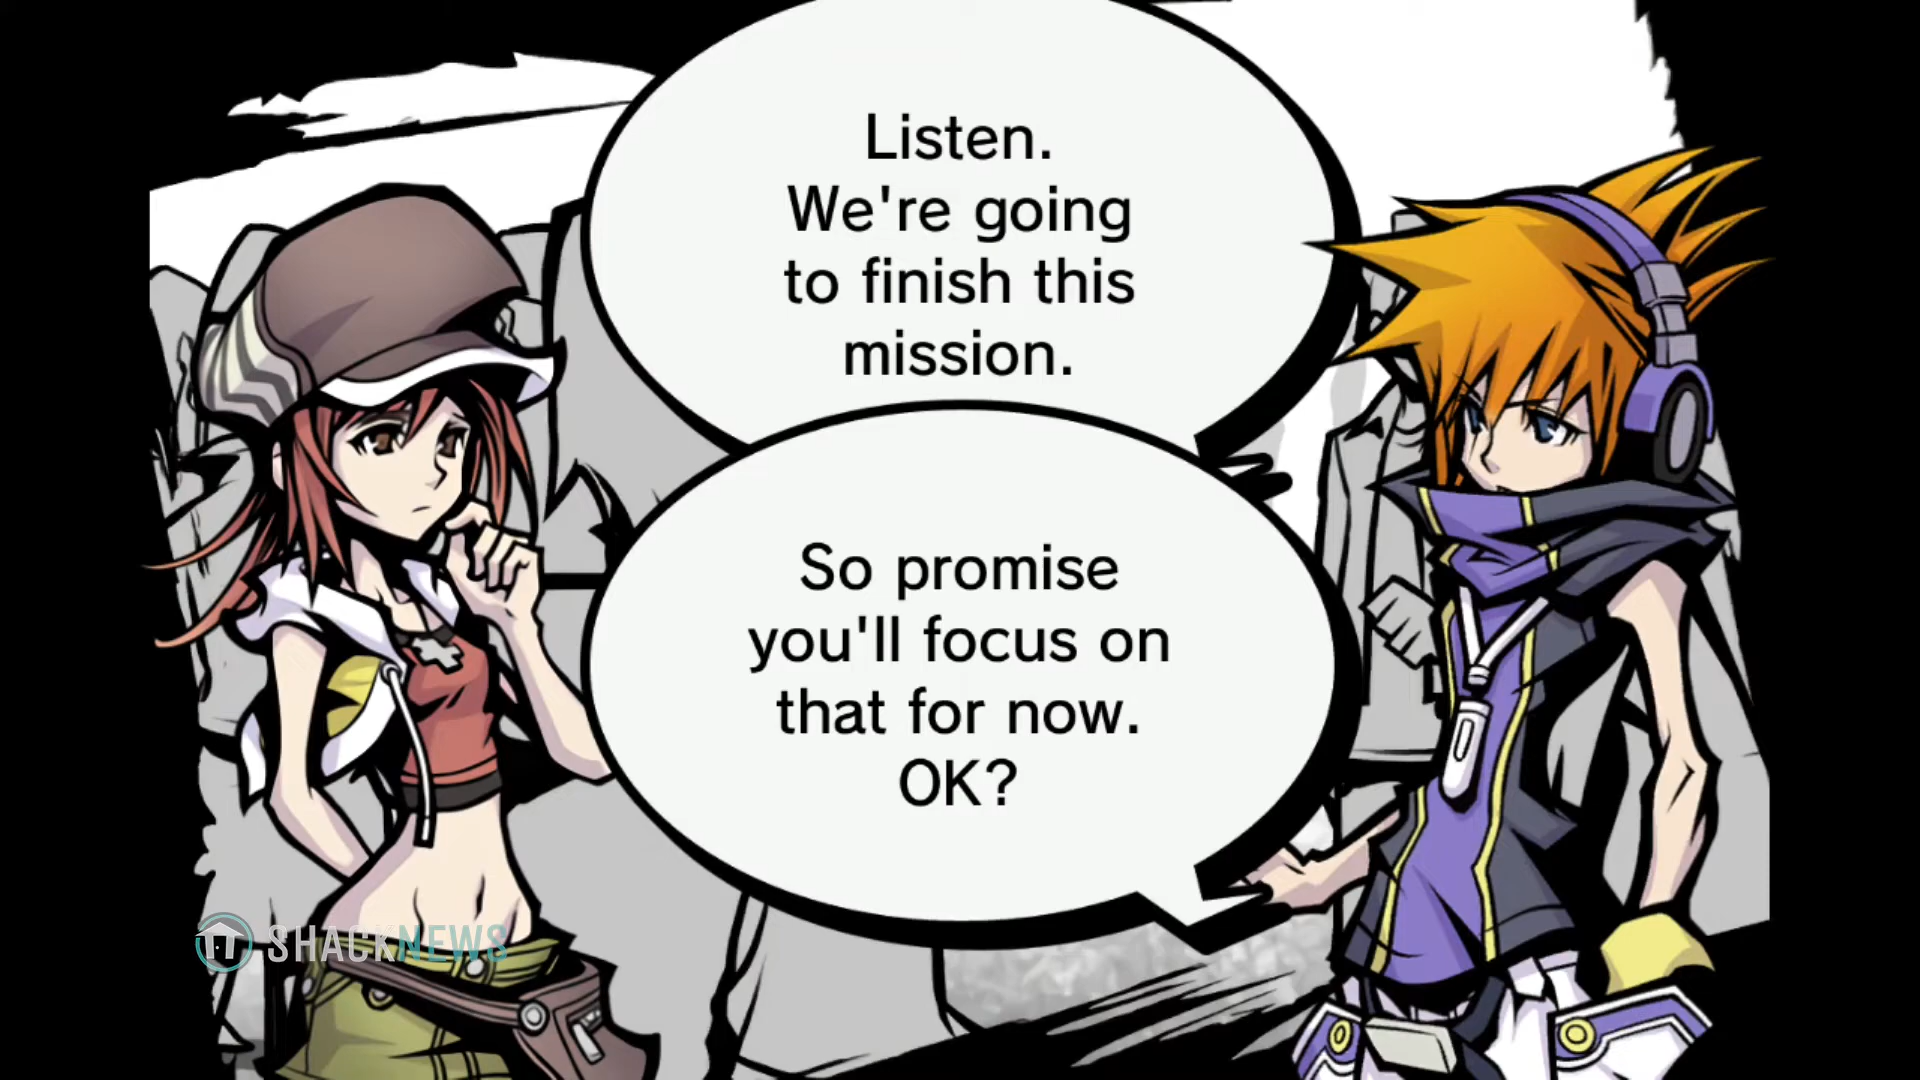 Listen.
We're going
to finish this
mission.
So promise
you'll focus on
that for now.
OK?
SHACKNEWS